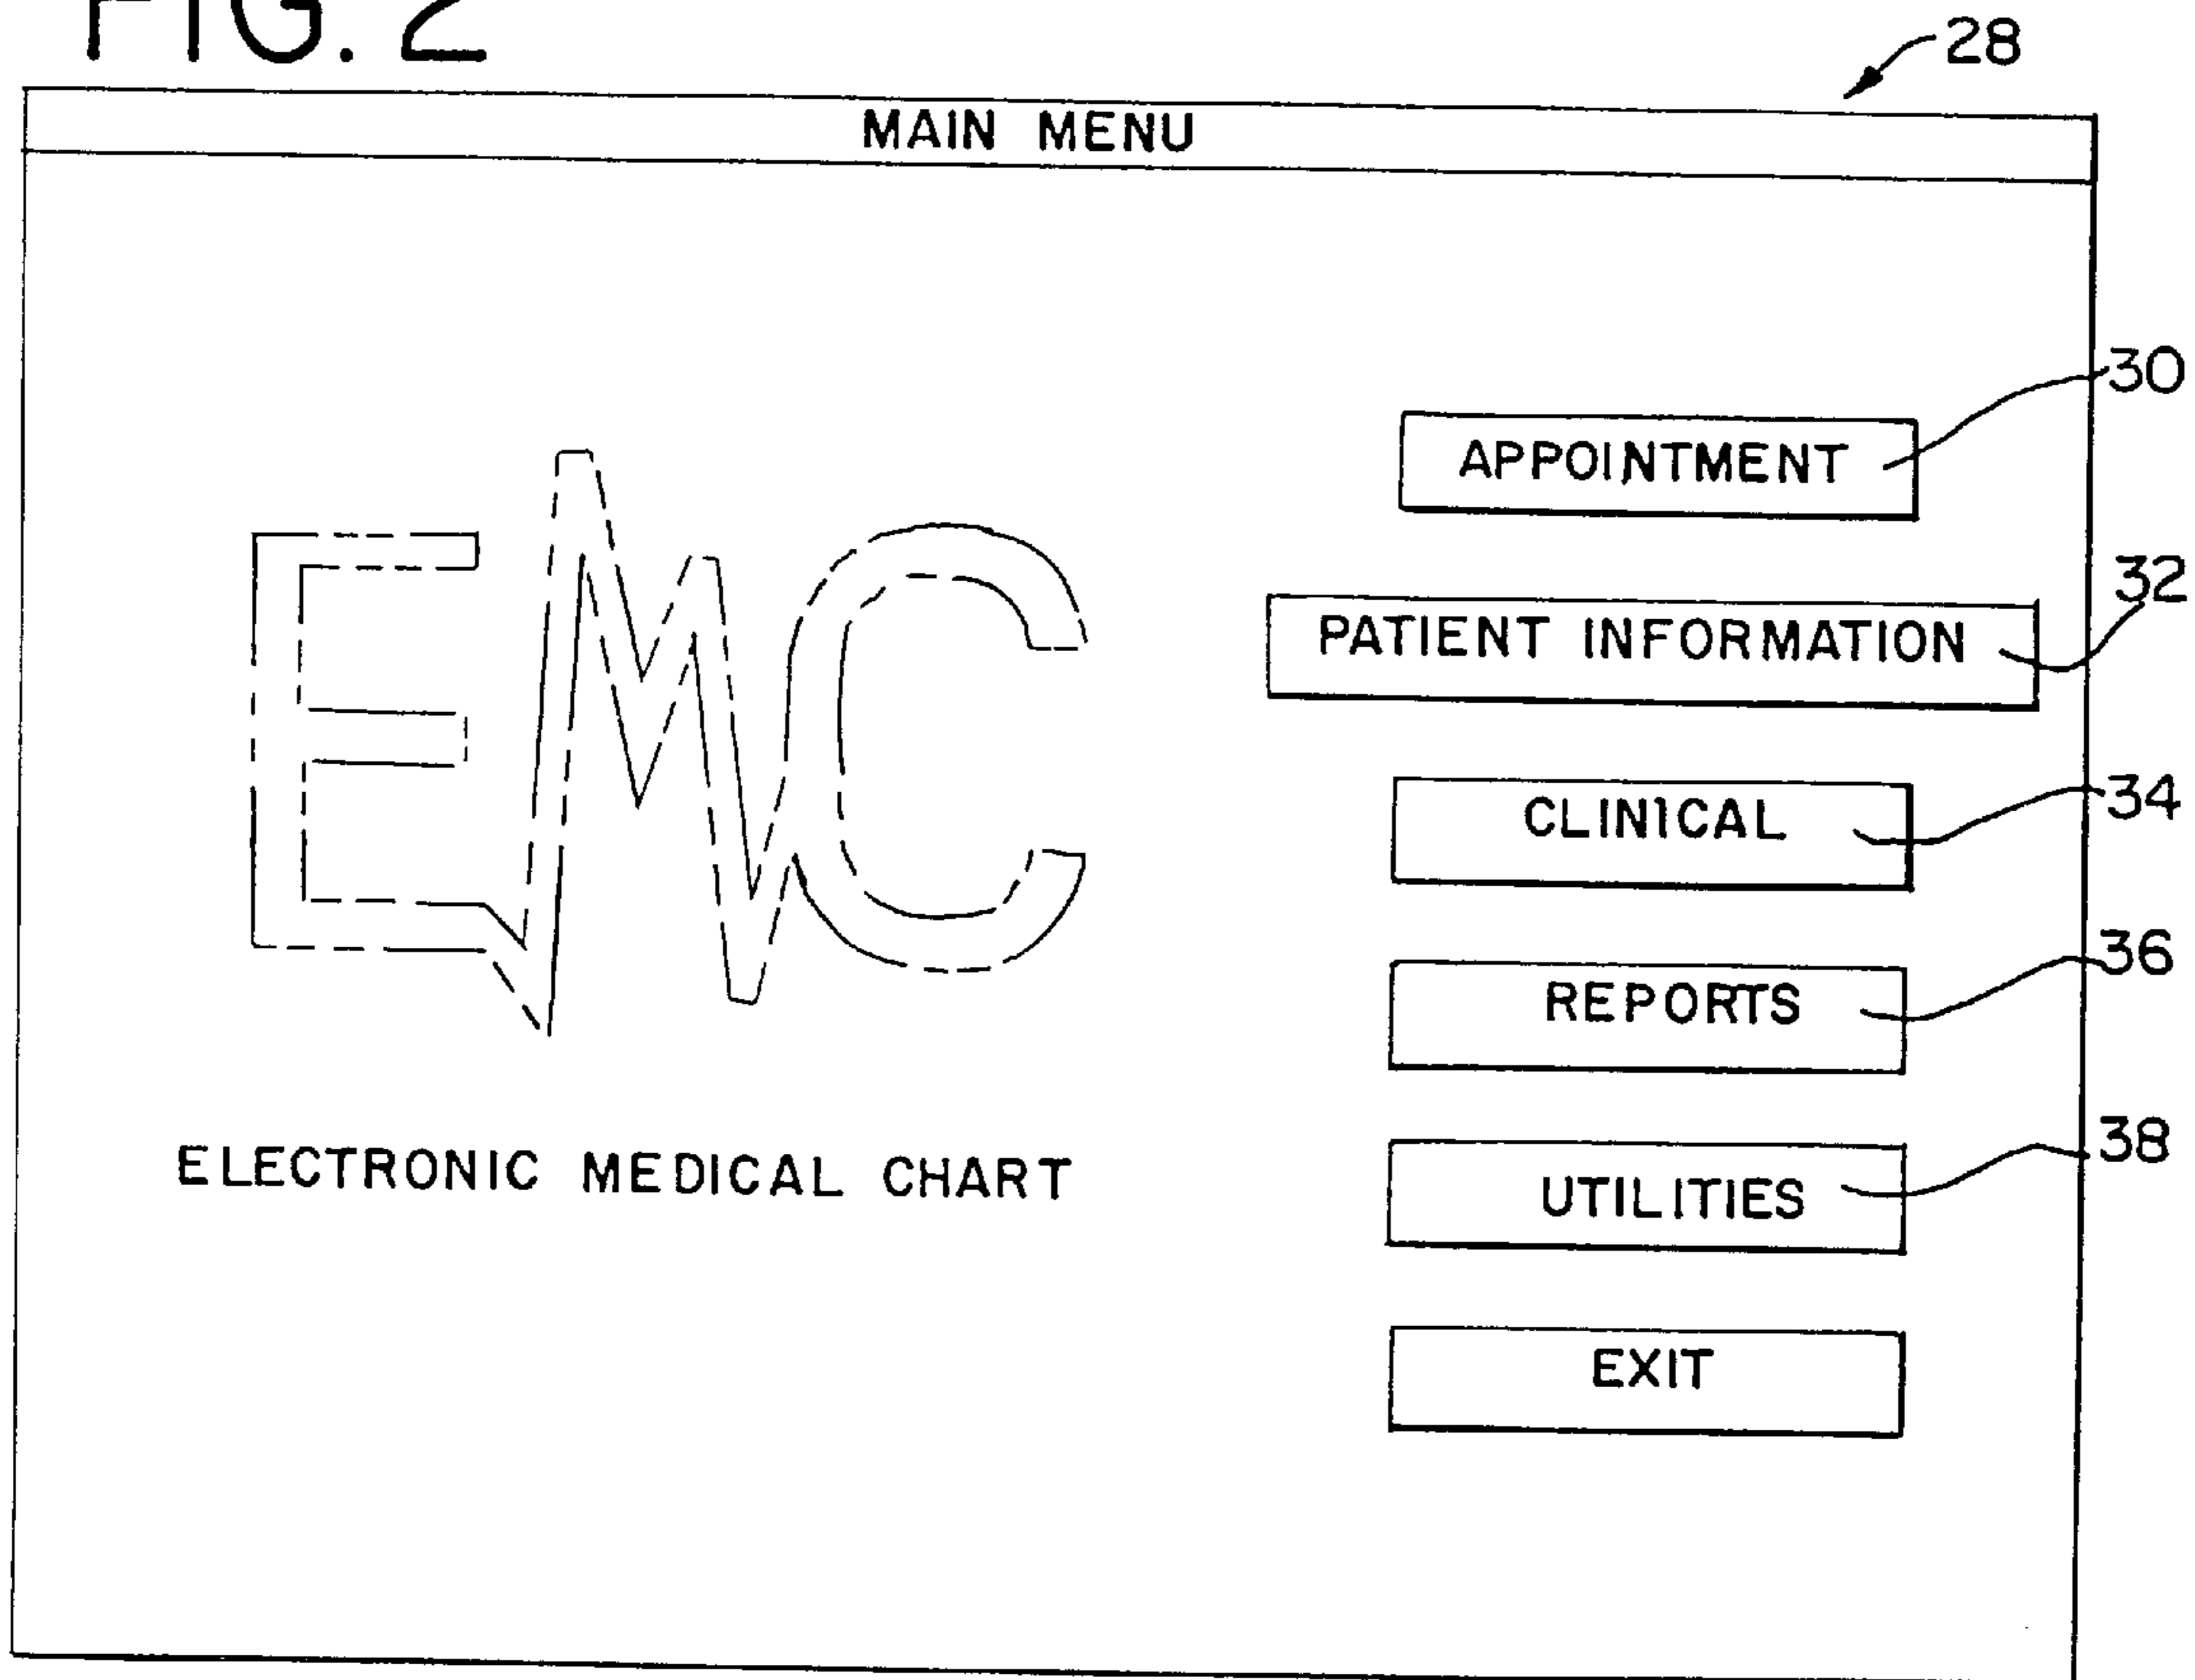 FIG. 2
28
MAIN MENU
30
APPOINTMENT
32
PATIENT INFORMATION
EMC
34
CLINICAL
36
REPORTS
38
ELECTRONIC MEDICAL CHART
UTILITIES
EXIT